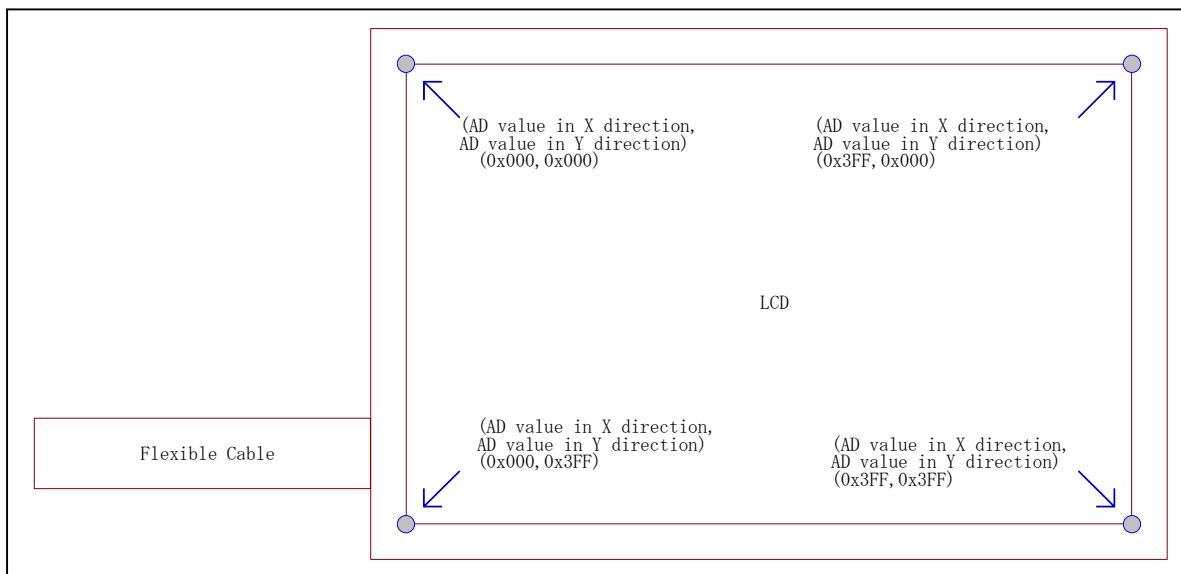 (AD value in X direction,
AD value in Y direction)
(0x000,0x000)
(AD value in X direction,
AD value in Y direction)
(0x3FF,0x000)
LCD
(AD value in X direction,
AD value in Y direction)
(0x000,0x3FF)
(AD value in X direction,
AD value in Y direction)
(0x3FF,0x3FF)
Flexible Cable